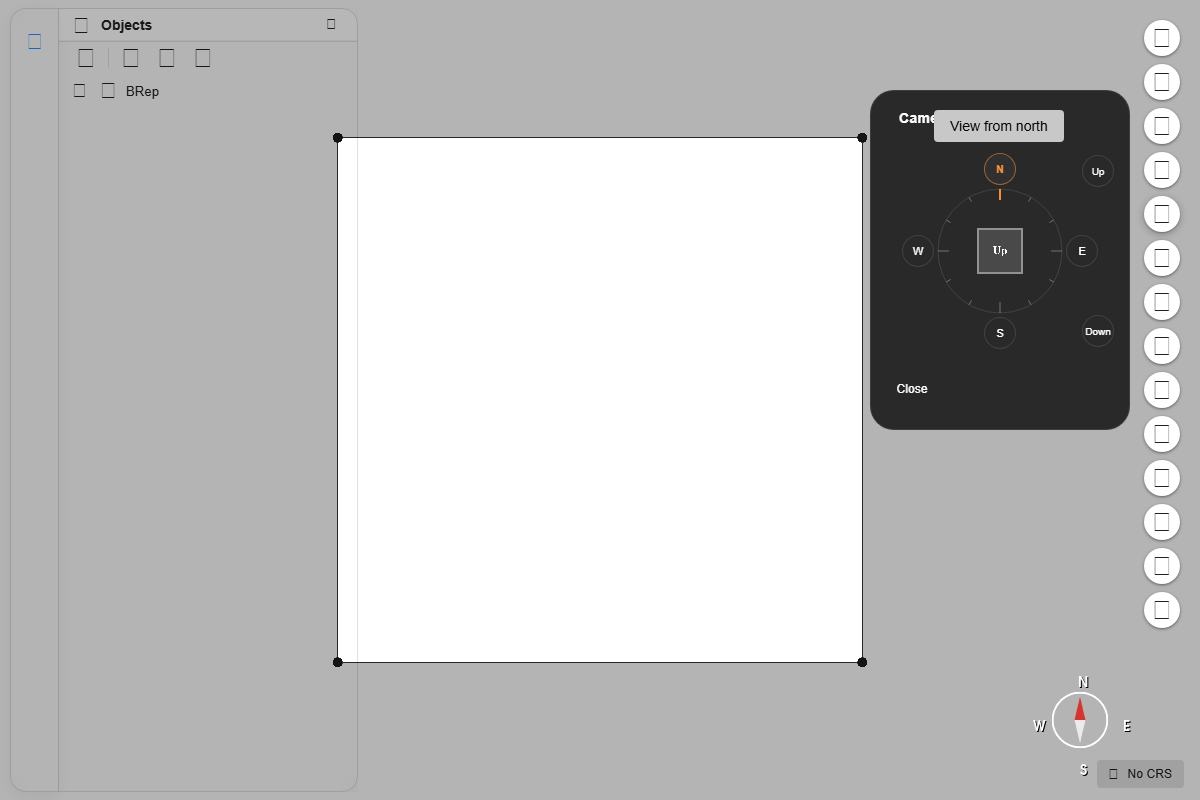 Objects
BRep
Came
View from north
N
Up
W
Up
E
S
Down
Close
N
W
E
S
No CRS